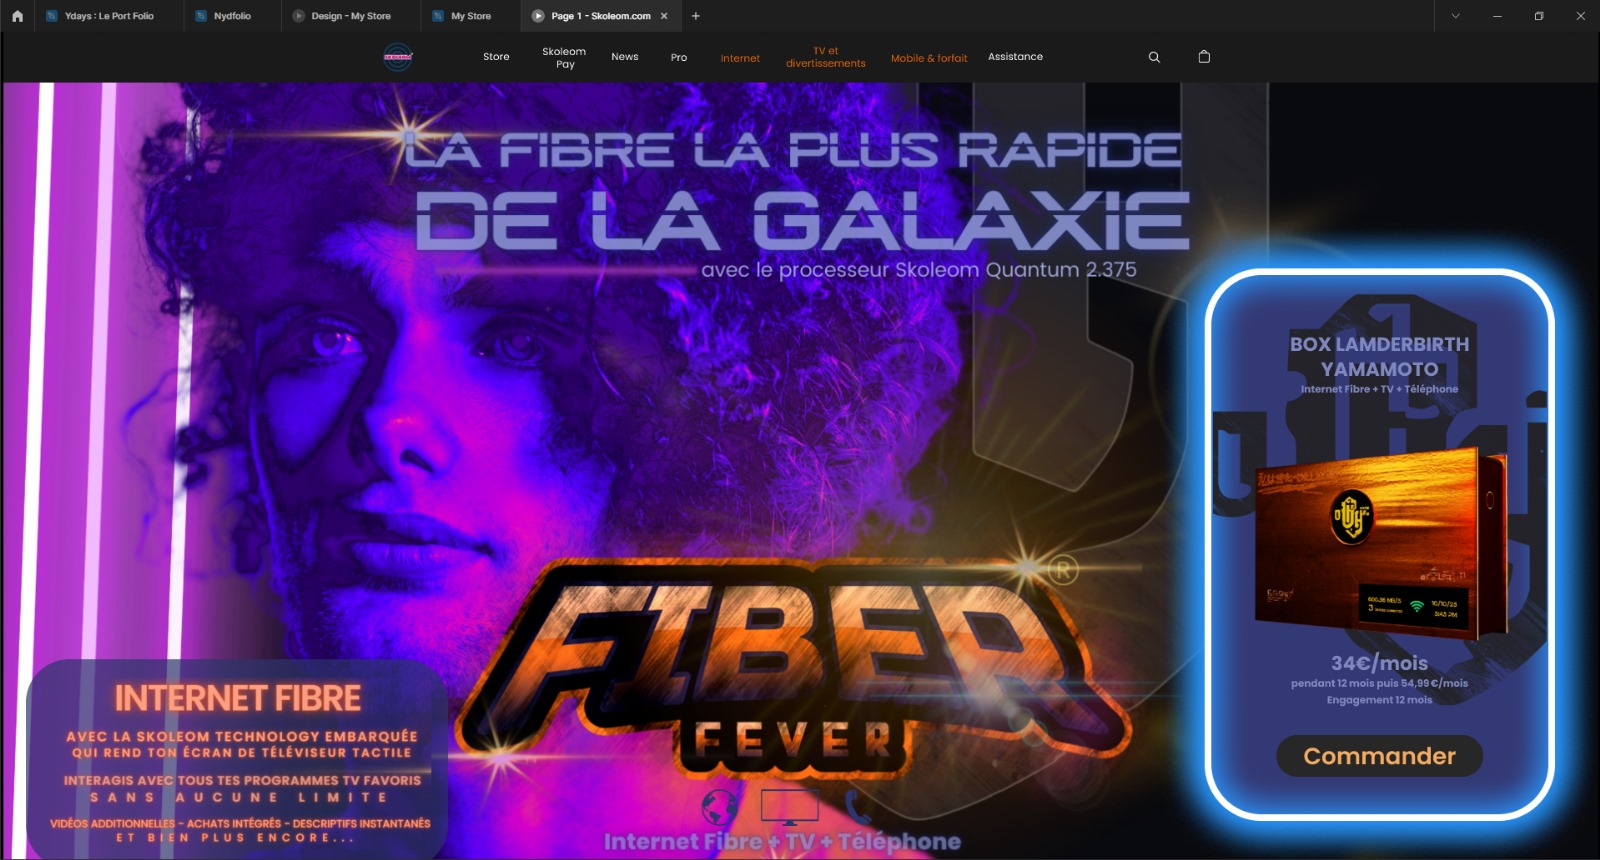 Ydays : Le Port Folio
Nydfolio
Design - My Store
My Store
Page 1 - Skoleom.com
SKOLEOM
Store
Skoleom
Pay
News
Pro
Internet
TV et
divertissements
Mobile & forfait
Assistance
LA FIBRE LA PLUS RAPIDE
DE LA GALAXIE
avec le processeur Skoleom Quantum 2.375
BOX LAMDERBIRTH
YAMAMOTO
Internet Fibre + TV + Téléphone
34€/mois
pendant 12 mois puis 54,99€/mois
Engagement 12 mois
Commander
FIBER
®
FEVER
INTERNET FIBRE
AVEC LA SKOLEOM TECHNOLOGY EMBARQUÉE
QUI REND TON ÉCRAN DE TÉLÉVISEUR TACTILE
INTERAGIS AVEC TOUS TES PROGRAMMES TV FAVORIS
SANS AUCUNE LIMITE
VIDÉOS ADDITIONNELLES - ACHATS INTÉGRÉS - DESCRIPTIFS INSTANTANÉS
ET BIEN PLUS ENCORE...
Internet Fibre + TV + Téléphone